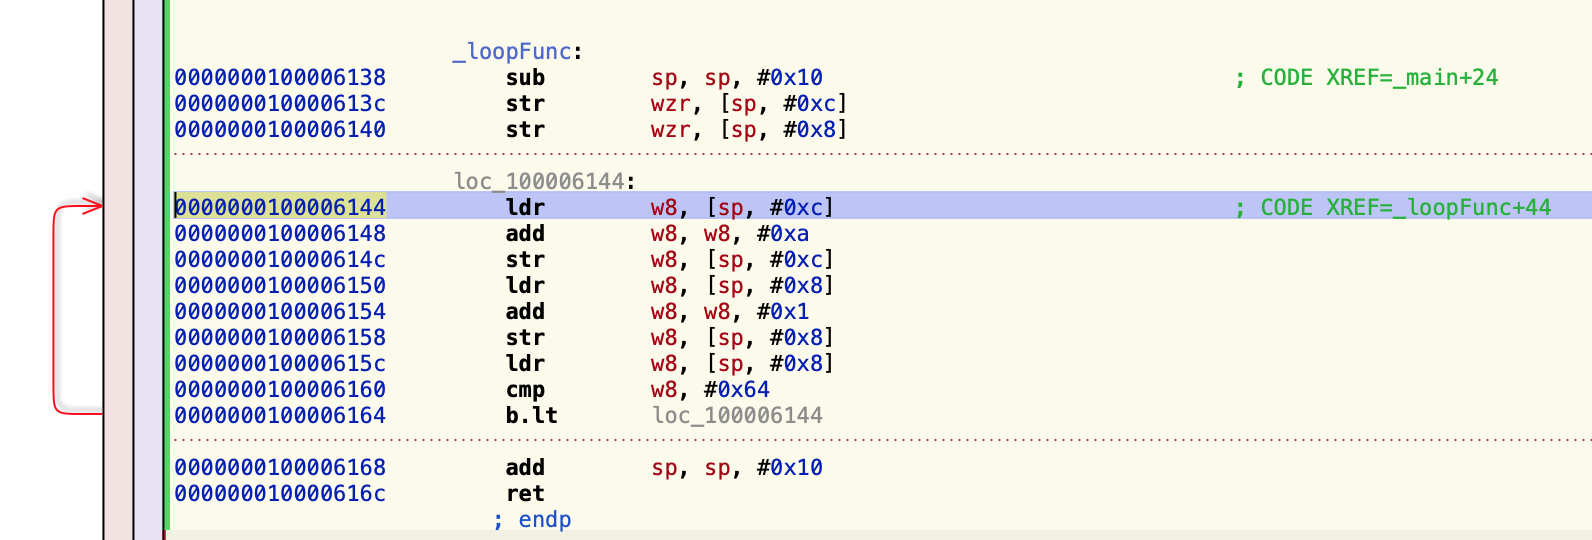 _loopFunc:
0000000100006138 sub sp, sp, #0x10 ; CODE XREF=_main+24
000000010000613c str wzr, [sp, #0xc]
0000000100006140 str wzr, [sp, #0x8]
loc_100006144:
0000000100006144 ldr w8, [sp, #0xc] ; CODE XREF=_loopFunc+44
0000000100006148 add w8, w8, #0xa
000000010000614c str w8, [sp, #0xc]
0000000100006150 ldr w8, [sp, #0x8]
0000000100006154 add w8, w8, #0x1
0000000100006158 str w8, [sp, #0x8]
000000010000615c ldr w8, [sp, #0x8]
0000000100006160 cmp w8, #0x64
0000000100006164 b.lt loc_100006144
0000000100006168 add sp, sp, #0x10
000000010000616c ret
; endp